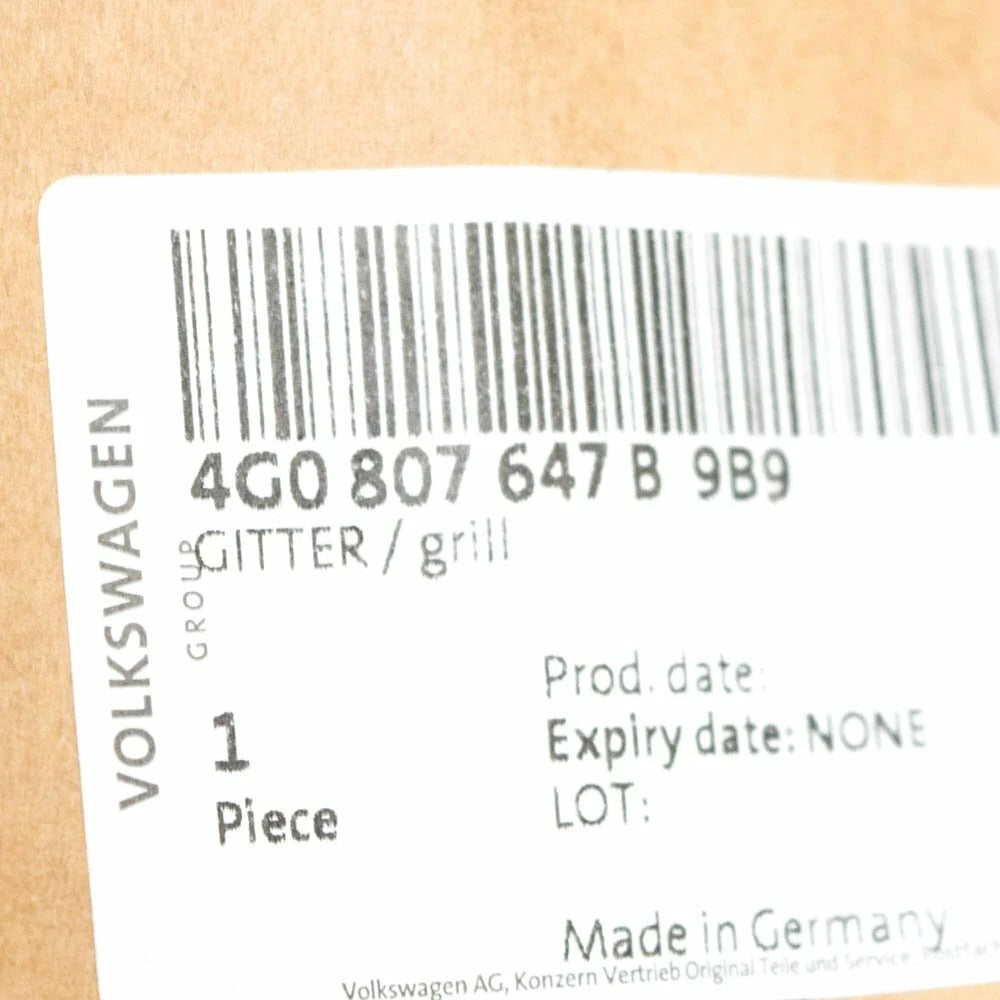 4G0 807 647 B 9B9
GITTER / grill
VOLKSWAGEN
GROUP
1
Piece
Prod. date:
Expiry date: NONE
LOT:
Made in Germany
Volkswagen AG, Konzern Vertrieb Original Teile und Service, Postfach